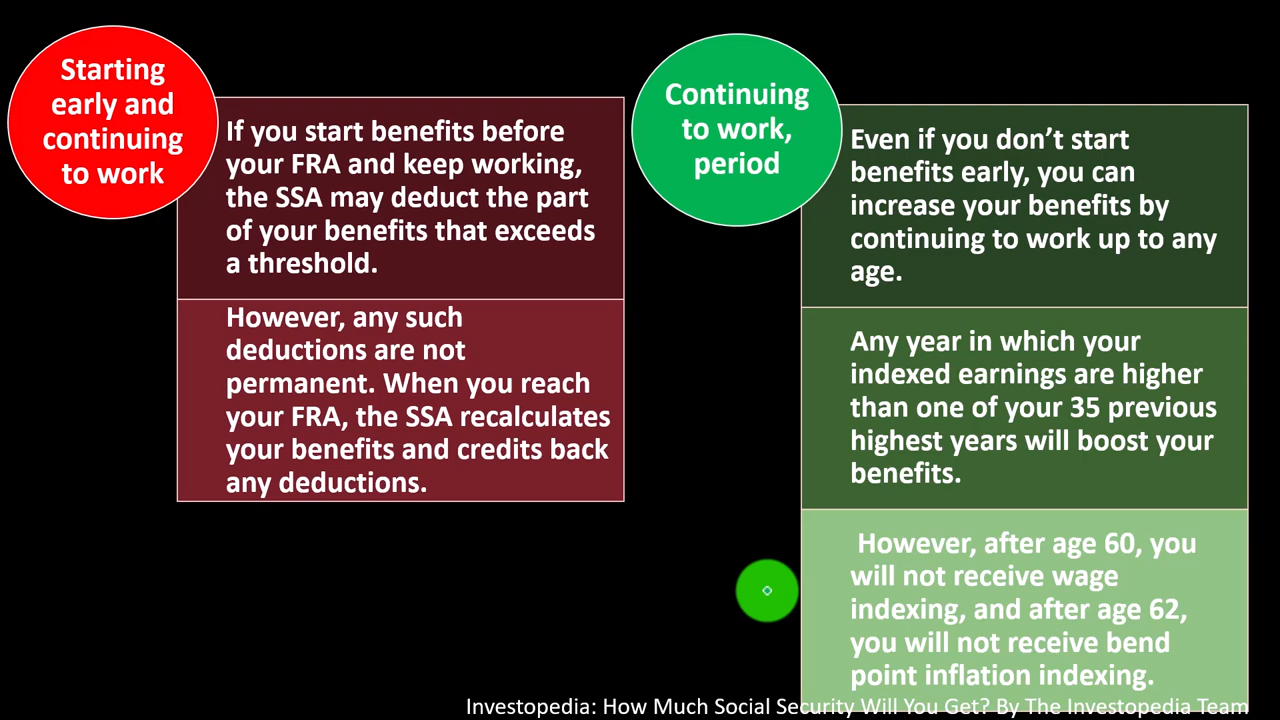 Starting
early and
continuing
to work
If you start benefits before
your FRA and keep working,
the SSA may deduct the part
of your benefits that exceeds
a threshold.
However, any such
deductions are not
permanent. When you reach
your FRA, the SSA recalculates
your benefits and credits back
any deductions.
Continuing
to work,
period
Even if you don’t start
benefits early, you can
increase your benefits by
continuing to work up to any
age.
Any year in which your
indexed earnings are higher
than one of your 35 previous
highest years will boost your
benefits.
However, after age 60, you
will not receive wage
indexing, and after age 62,
you will not receive bend
point inflation indexing.
Investopedia: How Much Social Security Will You Get? By The Investopedia Team